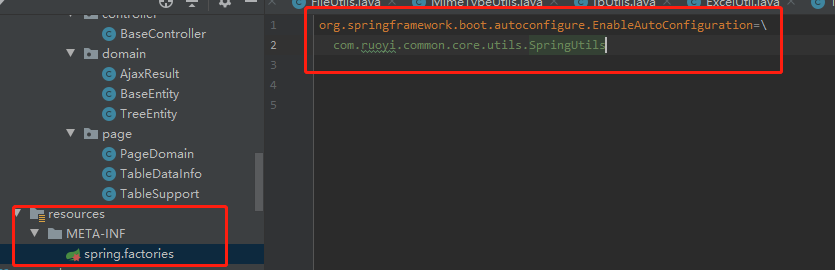 FileUtils.java
MimeTypeUtils.java
IpUtils.java
ExcelUtil.java
controller
BaseController
domain
AjaxResult
BaseEntity
TreeEntity
page
PageDomain
TableDataInfo
TableSupport
resources
META-INF
spring.factories
1 org.springframework.boot.autoconfigure.EnableAutoConfiguration=\
2 com.ruoyi.common.core.utils.SpringUtils
3
4
5